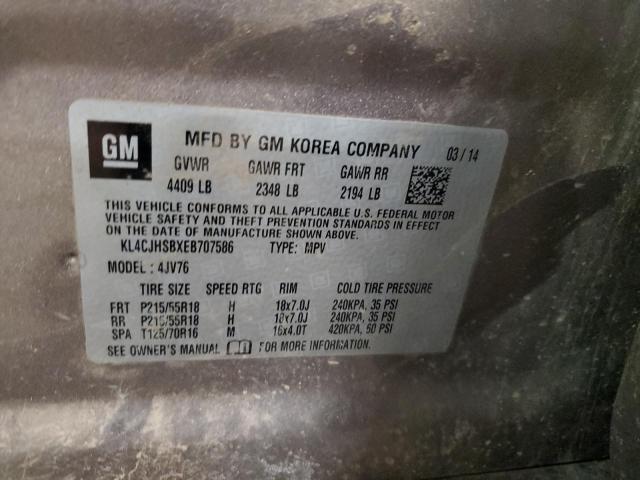 GM
MFD BY GM KOREA COMPANY 03/14
GVWR GAWR FRT GAWR RR
4409 LB 2348 LB 2194 LB
THIS VEHICLE CONFORMS TO ALL APPLICABLE U.S. FEDERAL MOTOR
VEHICLE SAFETY AND THEFT PREVENTION STANDARDS IN EFFECT
ON THE DATE OF MANUFACTURE SHOWN ABOVE.
KL4CJHSBXEB707586 TYPE: MPV
MODEL: 4JV76
TIRE SIZE SPEED RTG RIM COLD TIRE PRESSURE
FRT P215/55R18 H 18x7.0J 240KPA, 35 PSI
RR P215/55R18 H 18x7.0J 240KPA, 35 PSI
SPA T125/70R16 M 16x4.0T 420KPA, 60 PSI
SEE OWNER'S MANUAL FOR MORE INFORMATION.